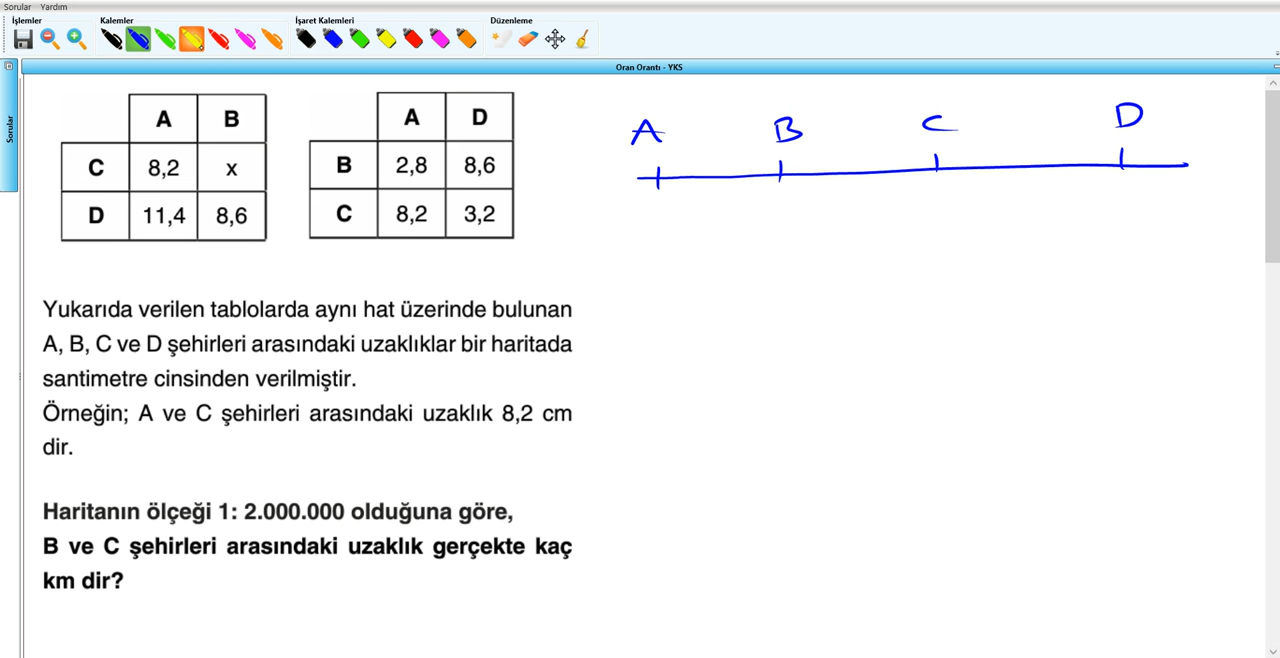 Sorular Yardım
İşlemler Kalemler İşaret Kalemleri Düzenleme
Oran Orantı - YKS
Sorular
A B
C 8,2 x
D 11,4 8,6
A D
B 2,8 8,6
C 8,2 3,2
A B C D
Yukarıda verilen tablolarda aynı hat üzerinde bulunan
A, B, C ve D şehirleri arasındaki uzaklıklar bir haritada
santimetre cinsinden verilmiştir.
Örneğin; A ve C şehirleri arasındaki uzaklık 8,2 cm
dir.
Haritanın ölçeği 1: 2.000.000 olduğuna göre,
B ve C şehirleri arasındaki uzaklık gerçekte kaç
km dir?